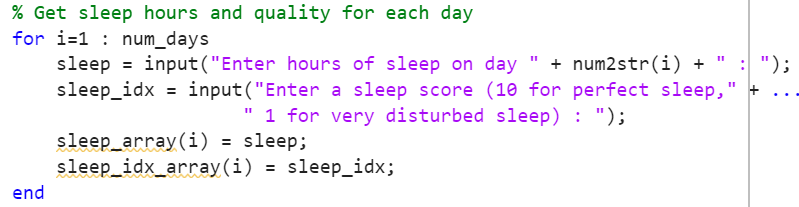 % Get sleep hours and quality for each day
for i=1 : num_days
    sleep = input("Enter hours of sleep on day " + num2str(i) + " : ");
    sleep_idx = input("Enter a sleep score (10 for perfect sleep," + ...
                     " 1 for very disturbed sleep) : ");
    sleep_array(i) = sleep;
    sleep_idx_array(i) = sleep_idx;
end